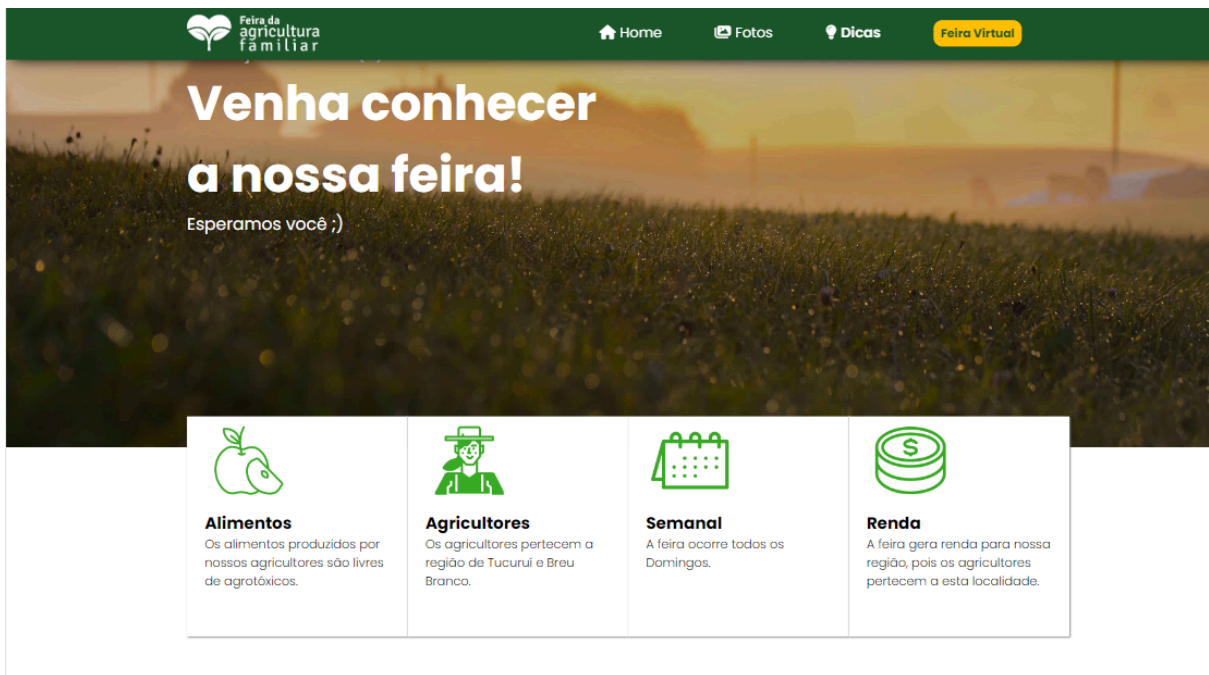 Feira da
agricultura
familiar
Home
Fotos
Dicas
Feira Virtual
Venha conhecer
a nossa feira!
Esperamos você ;)
Alimentos
Os alimentos produzidos por
nossos agricultores são livres
de agrotóxicos.
Agricultores
Os agricultores pertecem a
região de Tucuruí e Breu
Branco.
Semanal
A feira ocorre todos os
Domingos.
Renda
A feira gera renda para nossa
região, pois os agricultores
pertecem a esta localidade.